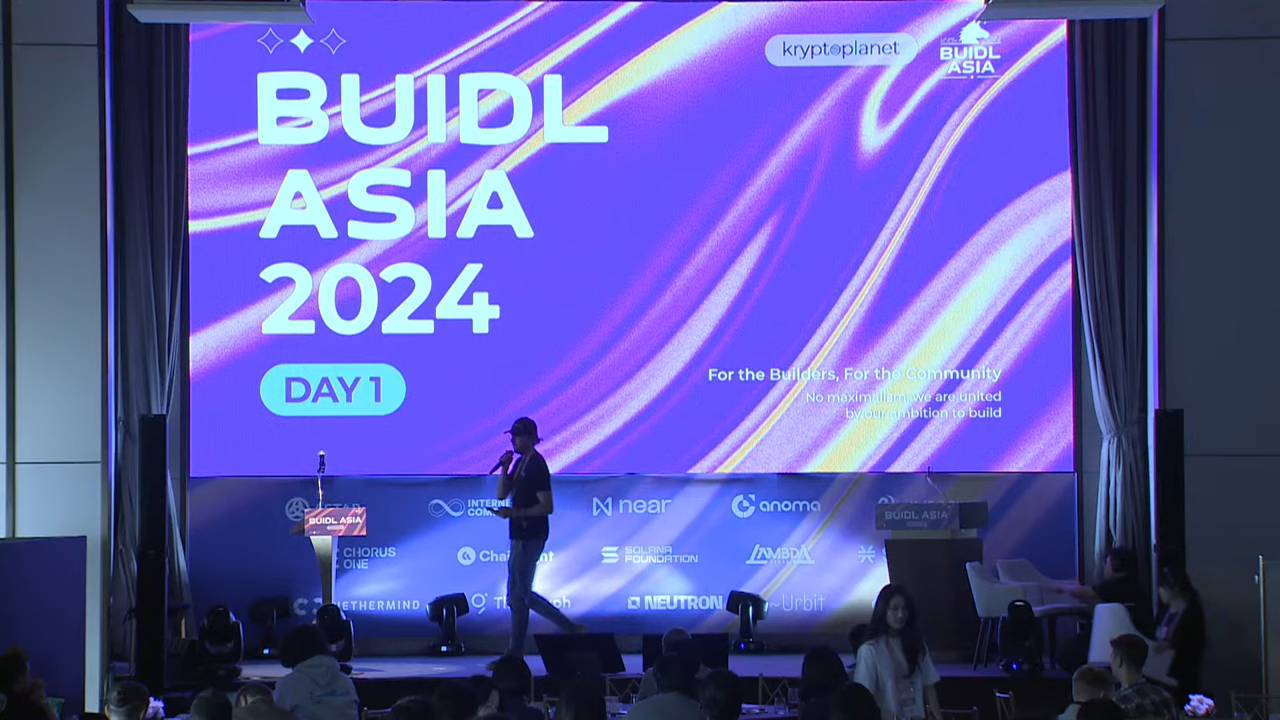 BUIDL
ASIA
2024
DAY 1
kryptoplanet
BUIDL
ASIA
For the Builders, For the Community
No maximalism, we are united
by our ambition to build
INTERNET
near
anoma
BUIDL ASIA
BUIDL ASIA
CHORUS
ONE
SOLANA
FOUNDATION
LAMBDA
NETHERMIND
NEUTRON
~Urbit